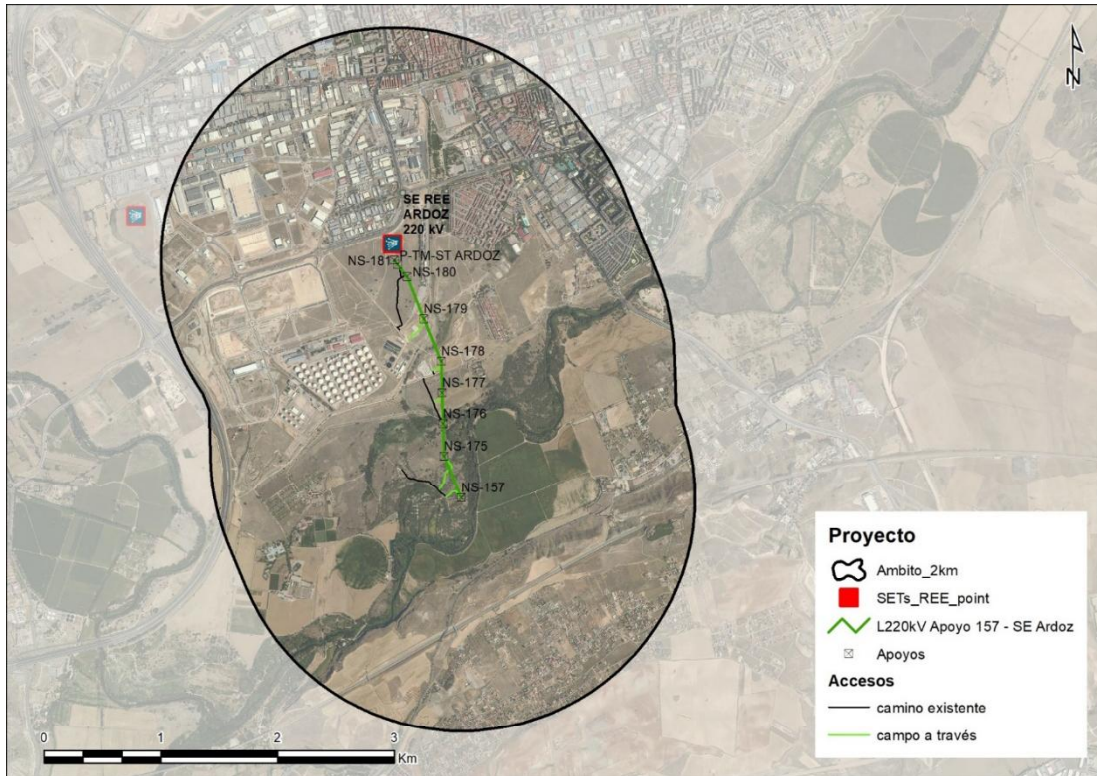 N
SE REE
ARDOZ
220 kV
NS-181
P-TM-ST ARDOZ
NS-180
NS-179
NS-178
NS-177
NS-176
NS-175
NS-157
Proyecto
Ambito_2km
SETs_REE_point
L220kV Apoyo 157 - SE Ardoz
Apoyos
Accesos
camino existente
campo a través
0 1 2 3
Km